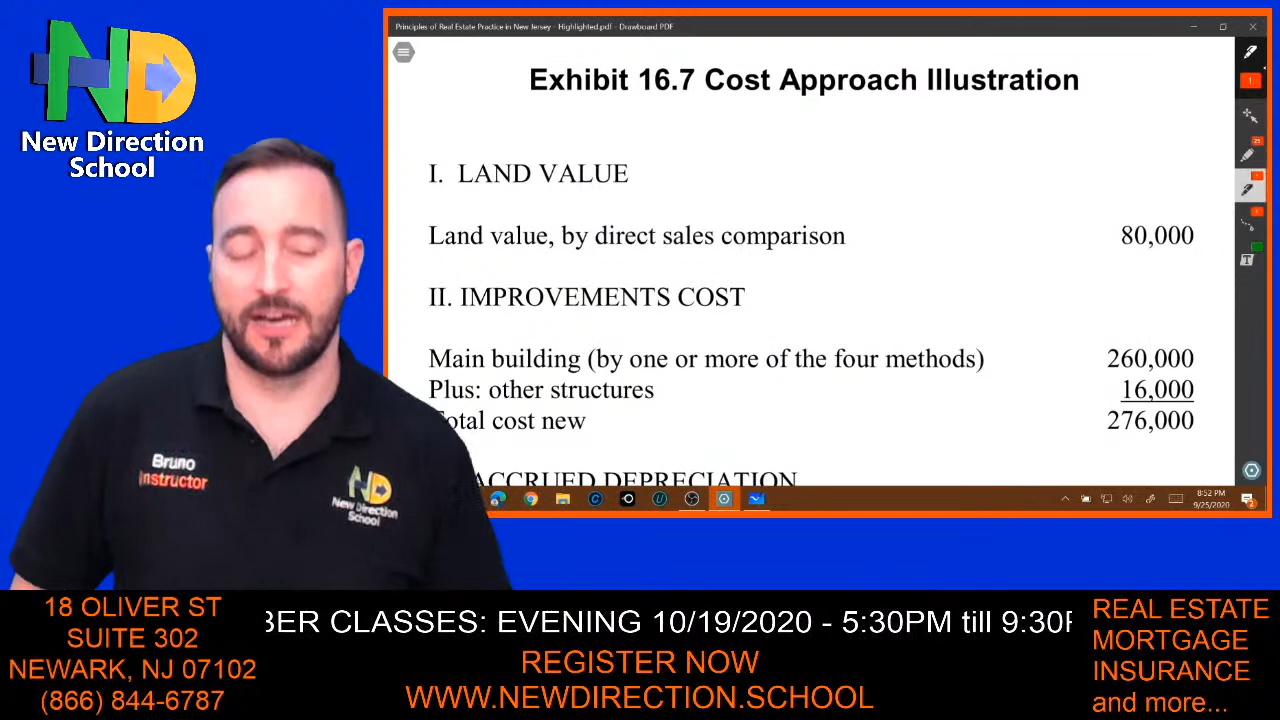 ND
New Direction
School
Principles of Real Estate Practice in New Jersey - Highlighted.pdf - Drawboard PDF
Exhibit 16.7 Cost Approach Illustration
I. LAND VALUE
Land value, by direct sales comparison 80,000
II. IMPROVEMENTS COST
Main building (by one or more of the four methods) 260,000
Plus: other structures 16,000
otal cost new 276,000
ACCRUED DEPRECIATION
8:52 PM
9/25/2020
Bruno
Instructor
ND
New Direction
School
18 OLIVER ST
SUITE 302
NEWARK, NJ 07102
(866) 844-6787
BER CLASSES: EVENING 10/19/2020 - 5:30PM till 9:30P
REGISTER NOW
WWW.NEWDIRECTION.SCHOOL
REAL ESTATE
MORTGAGE
INSURANCE
and more...